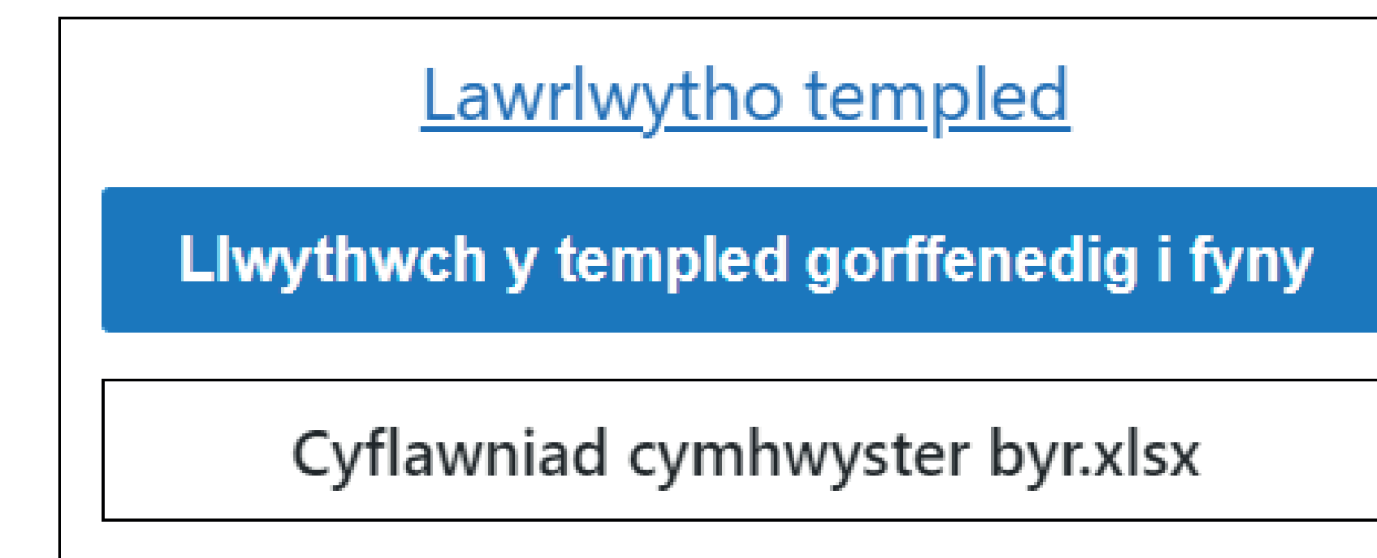 Lawrlwytho templed
Llwythwch y templed gorffenedig i fyny
Cyflawniad cymhwyster byr.xlsx